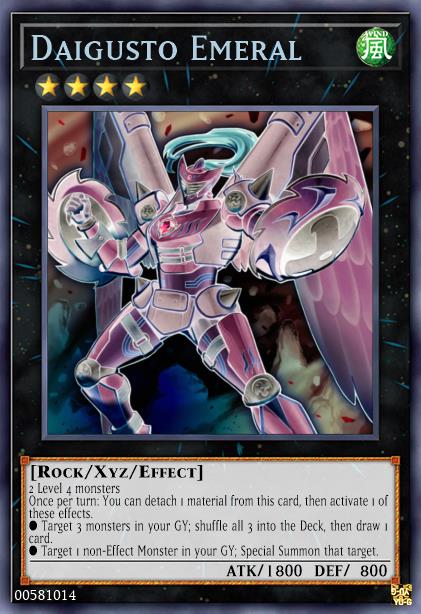 Daigusto Emeral
WIND
風
[Rock/Xyz/Effect]
2 Level 4 monsters
Once per turn: You can detach 1 material from this card, then activate 1 of
these effects.
● Target 3 monsters in your GY; shuffle all 3 into the Deck, then draw 1
card.
● Target 1 non-Effect Monster in your GY; Special Summon that target.
ATK/1800 DEF/ 800
00581014